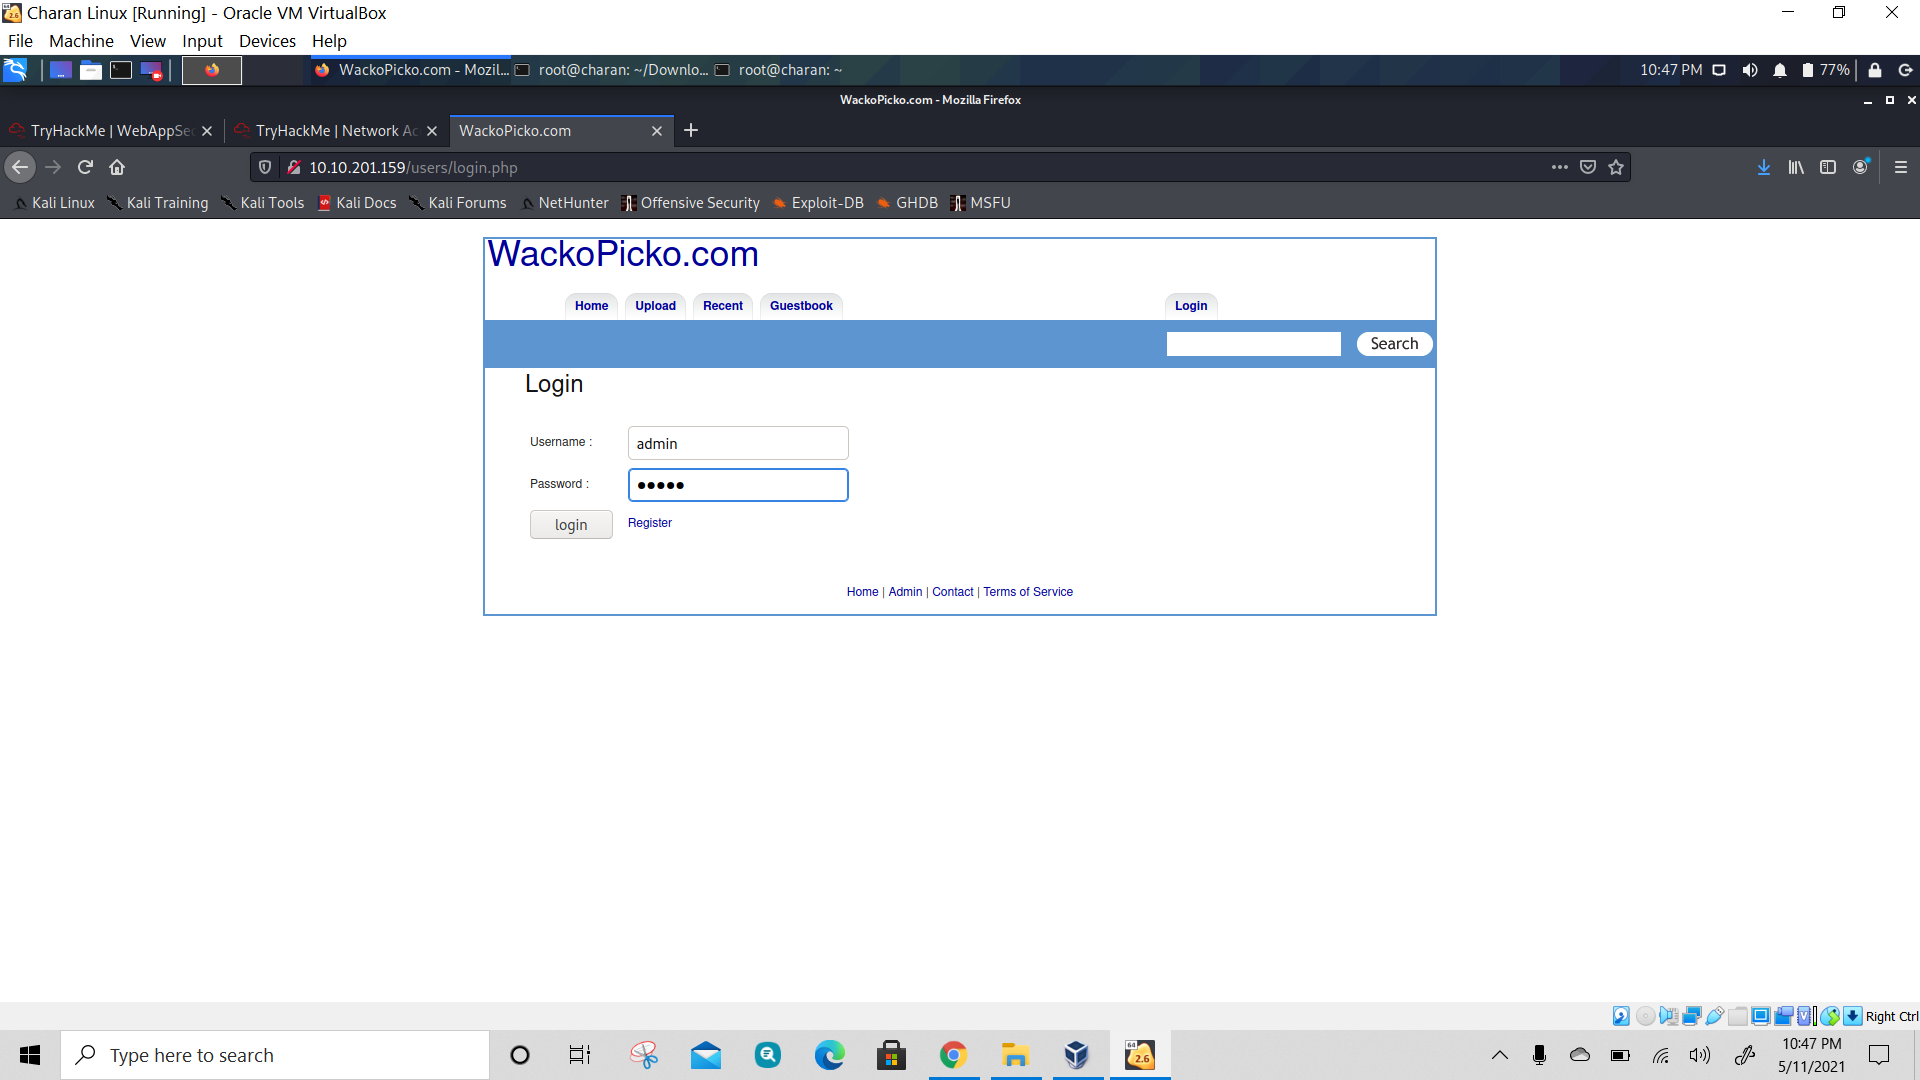 Charan Linux [Running] - Oracle VM VirtualBox
File Machine View Input Devices Help
WackoPicko.com - Mozil... root@charan: ~/Downlo... root@charan: ~ 10:47 PM 77%
WackoPicko.com - Mozilla Firefox
TryHackMe | WebAppSec TryHackMe | Network Ac WackoPicko.com
10.10.201.159/users/login.php
Kali Linux Kali Training Kali Tools Kali Docs Kali Forums NetHunter Offensive Security Exploit-DB GHDB MSFU
WackoPicko.com
Home Upload Recent Guestbook Login
Search
Login
Username : admin
Password : ●●●●●
login Register
Home | Admin | Contact | Terms of Service
Right Ctrl
Type here to search
64
2.6
10:47 PM
5/11/2021